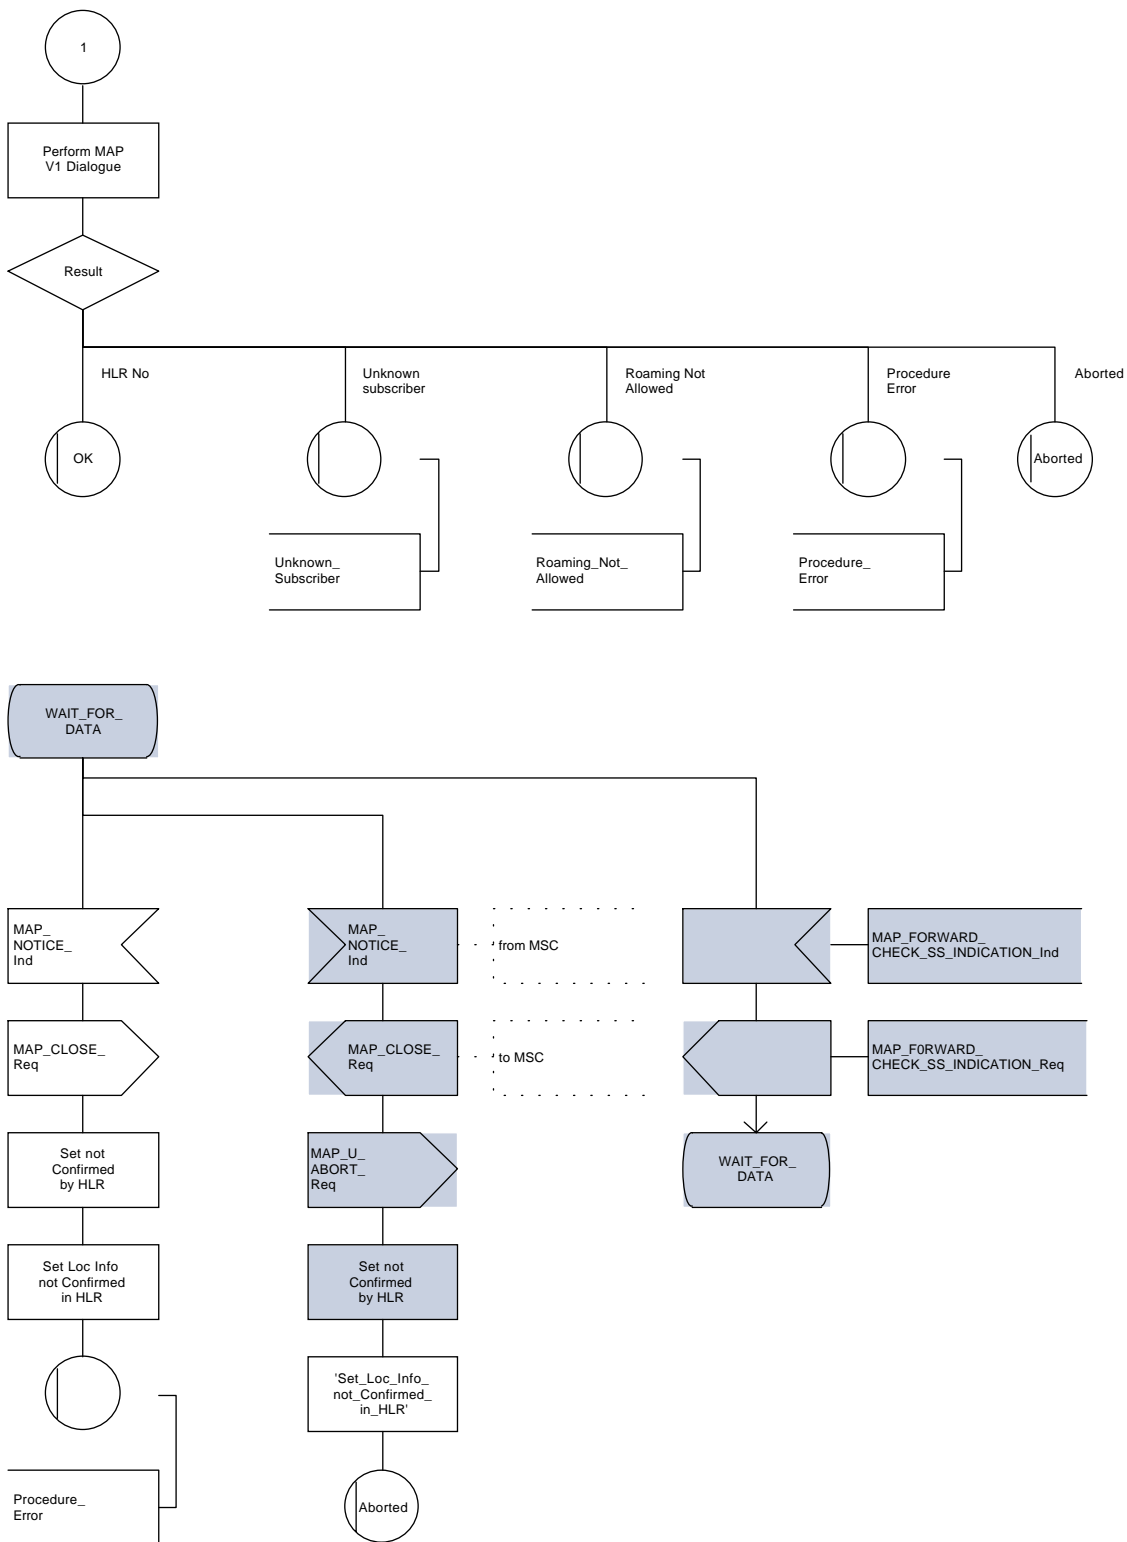 1
Perform MAP
V1 Dialogue
Result
HLR No
Unknown
subscriber
Roaming Not
Allowed
Procedure
Error
Aborted
OK
Aborted
Unknown_
Subscriber
Roaming_Not_
Allowed
Procedure_
Error
WAIT_FOR_
DATA
MAP_
NOTICE_
Ind
MAP_
NOTICE_
Ind
from MSC
MAP_FORWARD_
CHECK_SS_INDICATION_Ind
MAP_CLOSE_
Req
MAP_CLOSE_
Req
to MSC
MAP_F0RWARD_
CHECK_SS_INDICATION_Req
Set not
Confirmed
by HLR
MAP_U_
ABORT_
Req
WAIT_FOR_
DATA
Set Loc Info
not Confirmed
in HLR
Set not
Confirmed
by HLR
'Set_Loc_Info_
not_Confirmed_
in_HLR'
Procedure_
Error
Aborted